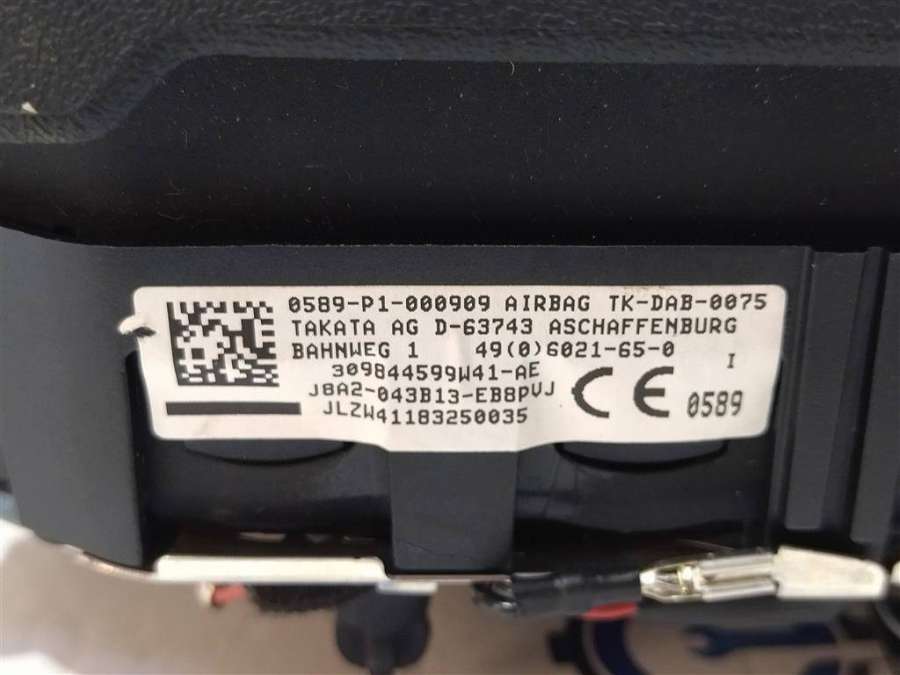 0589-P1-000909 AIRBAG TK-DAB-0075
TAKATA AG D-63743 ASCHAFFENBURG
BAHNWEG 1 49(0)6021-65-0
I
309844599W41-AE
J8A2-043B13-EB8PVJ
JLZW41183250035
CE 0589